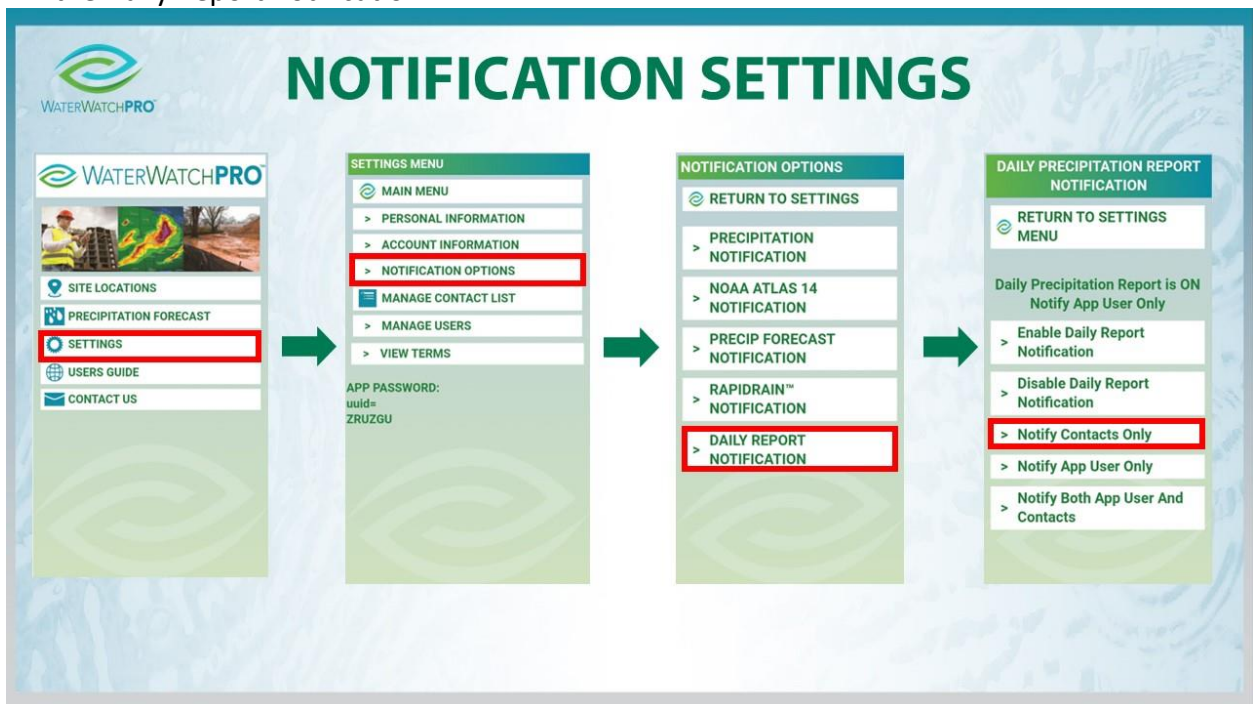 NOTIFICATION SETTINGS
WATERWATCHPRO
WATERWATCHPRO™
SITE LOCATIONS
PRECIPITATION FORECAST
SETTINGS
USERS GUIDE
CONTACT US
SETTINGS MENU
MAIN MENU
> PERSONAL INFORMATION
> ACCOUNT INFORMATION
> NOTIFICATION OPTIONS
MANAGE CONTACT LIST
> MANAGE USERS
> VIEW TERMS
APP PASSWORD:
uuid=
ZRUZGU
NOTIFICATION OPTIONS
RETURN TO SETTINGS
> PRECIPITATION
NOTIFICATION
> NOAA ATLAS 14
NOTIFICATION
> PRECIP FORECAST
NOTIFICATION
> RAPIDRAIN™
NOTIFICATION
> DAILY REPORT
NOTIFICATION
DAILY PRECIPITATION REPORT
NOTIFICATION
RETURN TO SETTINGS
MENU
Daily Precipitation Report is ON
Notify App User Only
> Enable Daily Report
Notification
> Disable Daily Report
Notification
> Notify Contacts Only
> Notify App User Only
> Notify Both App User And
Contacts